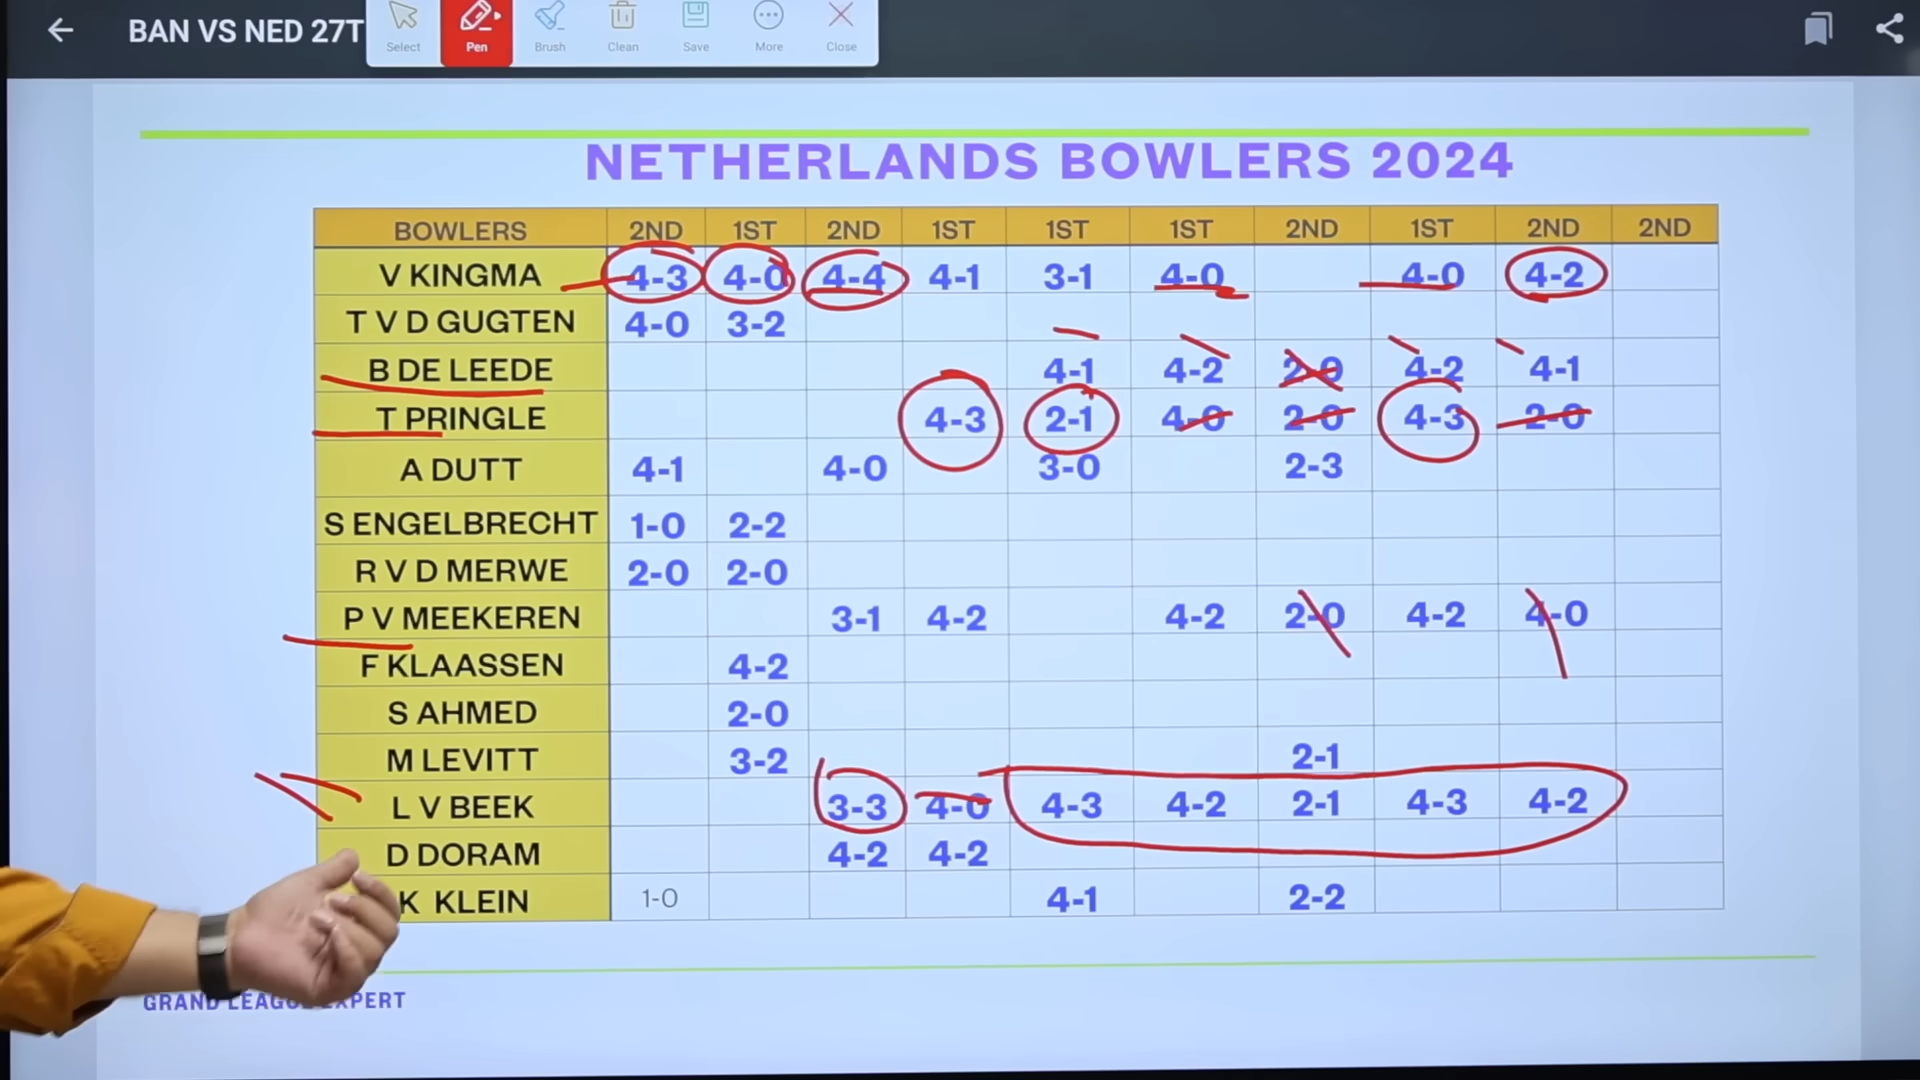 BAN VS NED 27T
Select Pen Brush Clean Save More Close
NETHERLANDS BOWLERS 2024
BOWLERS 2ND 1ST 2ND 1ST 1ST 1ST 2ND 1ST 2ND 2ND
V KINGMA 4-3 4-0 4-4 4-1 3-1 4-0 4-0 4-2
T V D GUGTEN 4-0 3-2
B DE LEEDE 4-1 4-2 2-0 4-2 4-1
T PRINGLE 4-3 2-1 4-0 2-0 4-3 2-0
A DUTT 4-1 4-0 3-0 2-3
S ENGELBRECHT 1-0 2-2
R V D MERWE 2-0 2-0
P V MEEKEREN 3-1 4-2 4-2 2-0 4-2 4-0
F KLAASSEN 4-2
S AHMED 2-0
M LEVITT 3-2 2-1
L V BEEK 3-3 4-0 4-3 4-2 2-1 4-3 4-2
D DORAM 4-2 4-2
K KLEIN 1-0 4-1 2-2
GRAND LEAGUE EXPERT